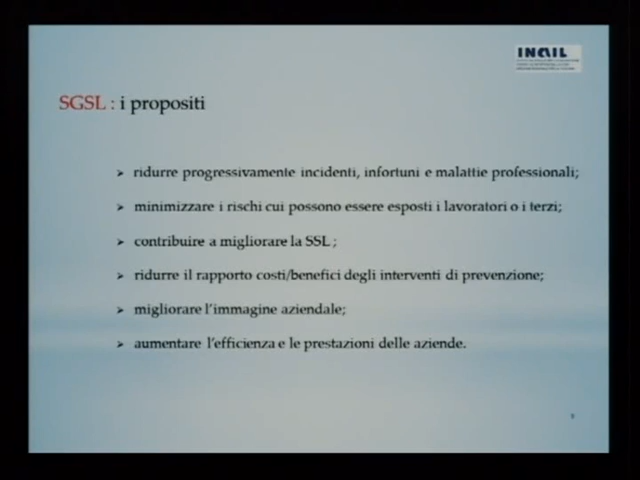 INAIL
SGSL : i propositi
➢ ridurre progressivamente incidenti, infortuni e malattie professionali;
➢ minimizzare i rischi cui possono essere esposti i lavoratori o i terzi;
➢ contribuire a migliorare la SSL ;
➢ ridurre il rapporto costi/benefici degli interventi di prevenzione;
➢ migliorare l'immagine aziendale;
➢ aumentare l'efficienza e le prestazioni delle aziende.